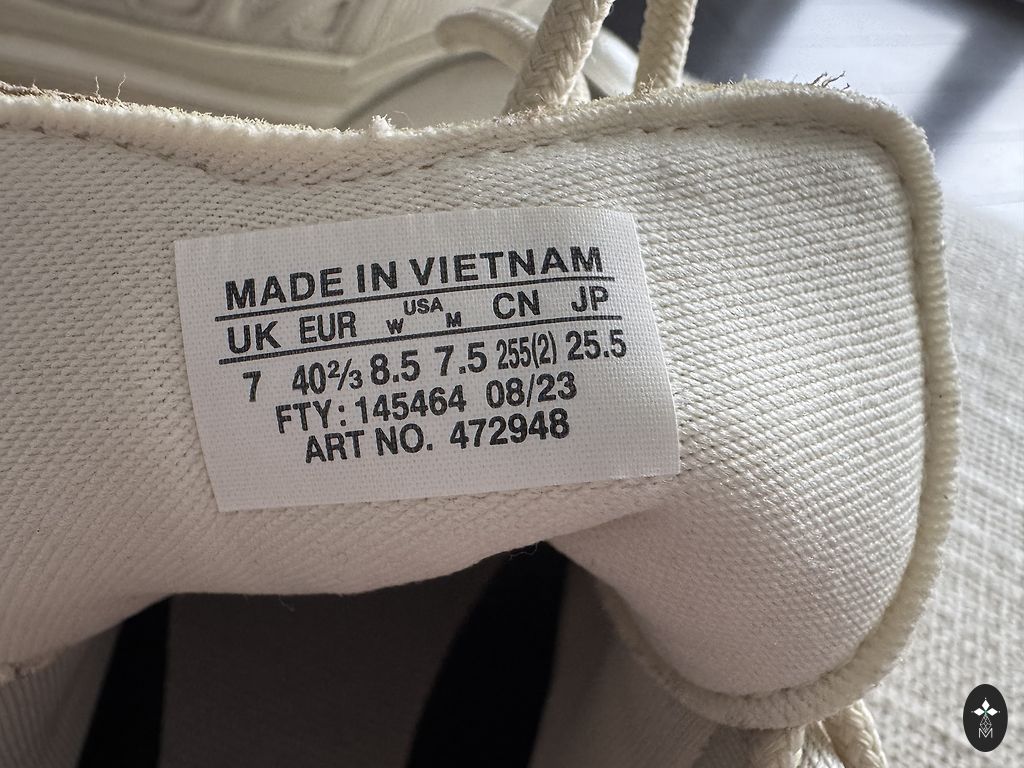 MADE IN VIETNAM
UK EUR W USA M CN JP
7 40⅔ 8.5 7.5 255(2) 25.5
FTY: 145464 08/23
ART NO. 472948
M